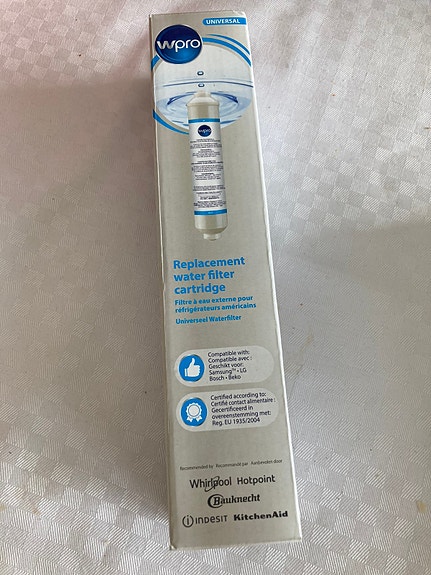 UNIVERSAL
wpro
wpro
Replacement
water filter
cartridge
Filtre à eau externe pour
réfrigérateurs américains
Universeel Waterfilter
Compatible with:
Compatible avec :
Geschikt voor:
Samsung™ • LG
Bosch • Beko
Certified according to:
Certifié contact alimentaire :
Gecertificeerd in
overeenstemming met:
Reg. EU 1935/2004
Recommended by Recommandé par Aanbevolen door
Whirlpool Hotpoint
Bauknecht
INDESIT KitchenAid